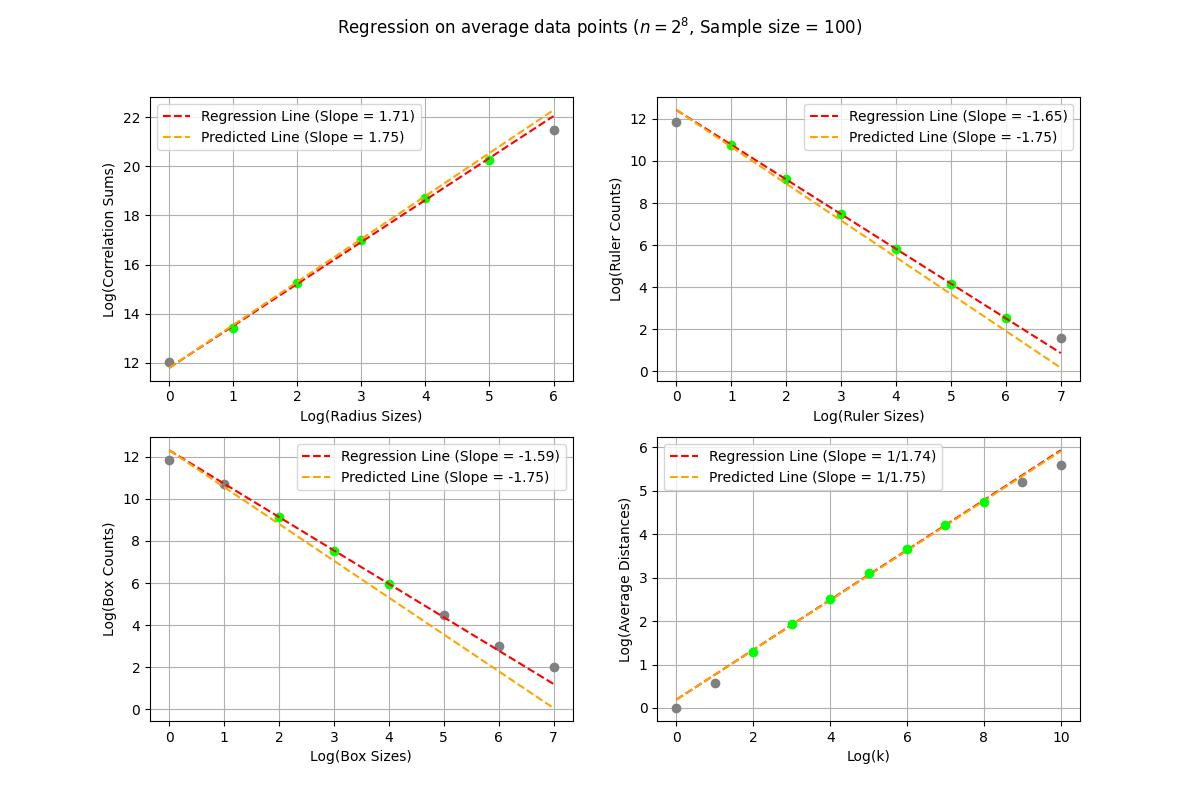 Regression on average data points (n = 2⁸, Sample size = 100)
Regression Line (Slope = 1.71)
Predicted Line (Slope = 1.75)
Log(Correlation Sums)
22
20
18
16
14
12
0 1 2 3 4 5 6
Log(Radius Sizes)
Regression Line (Slope = -1.65)
Predicted Line (Slope = -1.75)
Log(Ruler Counts)
12
10
8
6
4
2
0
0 1 2 3 4 5 6 7
Log(Ruler Sizes)
Regression Line (Slope = -1.59)
Predicted Line (Slope = -1.75)
Log(Box Counts)
12
10
8
6
4
2
0
0 1 2 3 4 5 6 7
Log(Box Sizes)
Regression Line (Slope = 1/1.74)
Predicted Line (Slope = 1/1.75)
Log(Average Distances)
6
5
4
3
2
1
0
0 2 4 6 8 10
Log(k)